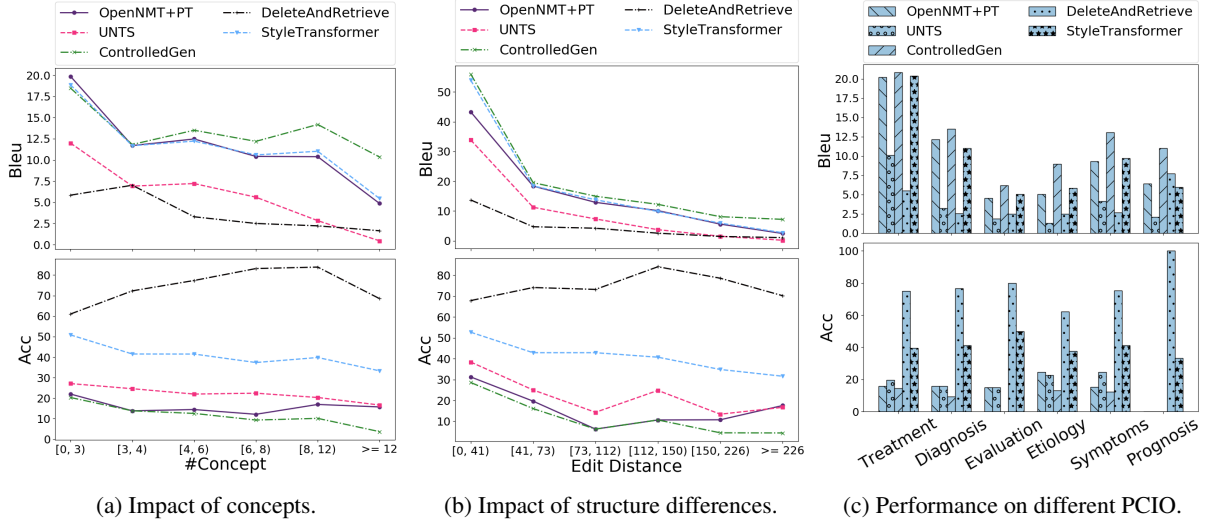 OpenNMT+PT
DeleteAndRetrieve
UNTS
StyleTransformer
ControlledGen
20.0
17.5
15.0
12.5
10.0
7.5
5.0
2.5
0.0
Bleu
80
70
60
50
40
30
20
10
0
Acc
[0, 3) [3, 4) [4, 6) [6, 8) [8, 12) >= 12
#Concept
(a) Impact of concepts.
OpenNMT+PT
DeleteAndRetrieve
UNTS
StyleTransformer
ControlledGen
50
40
30
20
10
0
Bleu
80
70
60
50
40
30
20
10
Acc
[0, 41) [41, 73) [73, 112) [112, 150) [150, 226) >= 226
Edit Distance
(b) Impact of structure differences.
OpenNMT+PT
DeleteAndRetrieve
UNTS
StyleTransformer
ControlledGen
20.0
17.5
15.0
12.5
10.0
7.5
5.0
2.5
0.0
Bleu
100
80
60
40
20
0
Acc
Treatment Diagnosis Evaluation Etiology Symptoms Prognosis
(c) Performance on different PCIO.